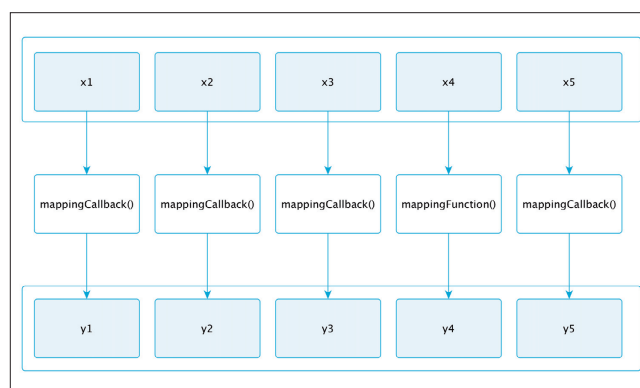 x1 x2 x3 x4 x5
mappingCallback() mappingCallback() mappingCallback() mappingFunction() mappingCallback()
y1 y2 y3 y4 y5